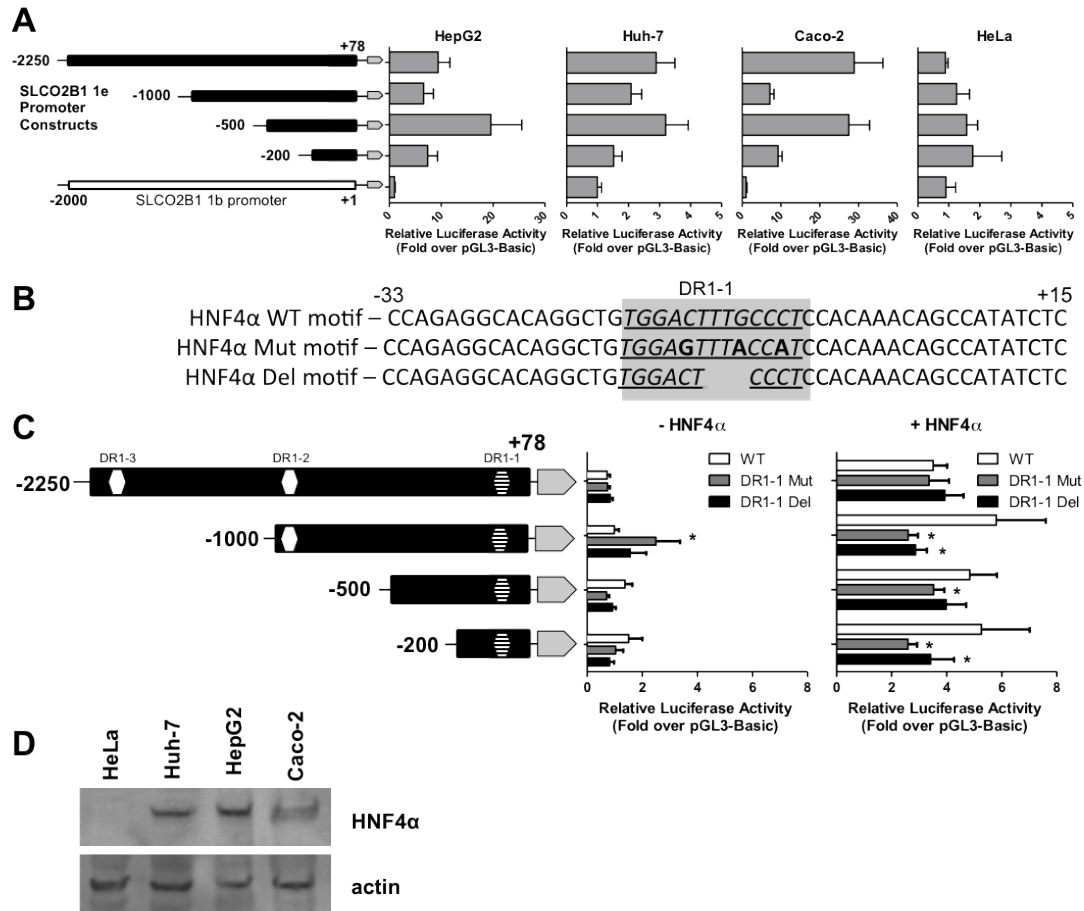 A
HepG2
Huh-7
Caco-2
HeLa
+78
-2250
SLCO2B1 1e
Promoter
Constructs
-1000
-500
-200
-2000
SLCO2B1 1b promoter
+1
0 10 20 30
0 1 2 3 4 5
0 10 20 30 40
0 1 2 3 4 5
Relative Luciferase Activity
(Fold over pGL3-Basic)
Relative Luciferase Activity
(Fold over pGL3-Basic)
Relative Luciferase Activity
(Fold over pGL3-Basic)
Relative Luciferase Activity
(Fold over pGL3-Basic)
B
-33
DR1-1
+15
HNF4α WT motif – CCAGAGGCACAGGCTGTGGACTTTGCCCTCCACAAACAGCCATATCTC
HNF4α Mut motif – CCAGAGGCACAGGCTGTGGAGTTTACCATCCACAAACAGCCATATCTC
HNF4α Del motif – CCAGAGGCACAGGCTGTGGACT CCCTCCACAAACAGCCATATCTC
C
- HNF4α
+ HNF4α
+78
DR1-3
DR1-2
DR1-1
-2250
-1000
-500
-200
WT
DR1-1 Mut
DR1-1 Del
*
WT
DR1-1 Mut
DR1-1 Del
*
*
*
*
*
0 2 4 6 8
0 2 4 6 8
Relative Luciferase Activity
(Fold over pGL3-Basic)
Relative Luciferase Activity
(Fold over pGL3-Basic)
D
HeLa
Huh-7
HepG2
Caco-2
HNF4α
actin